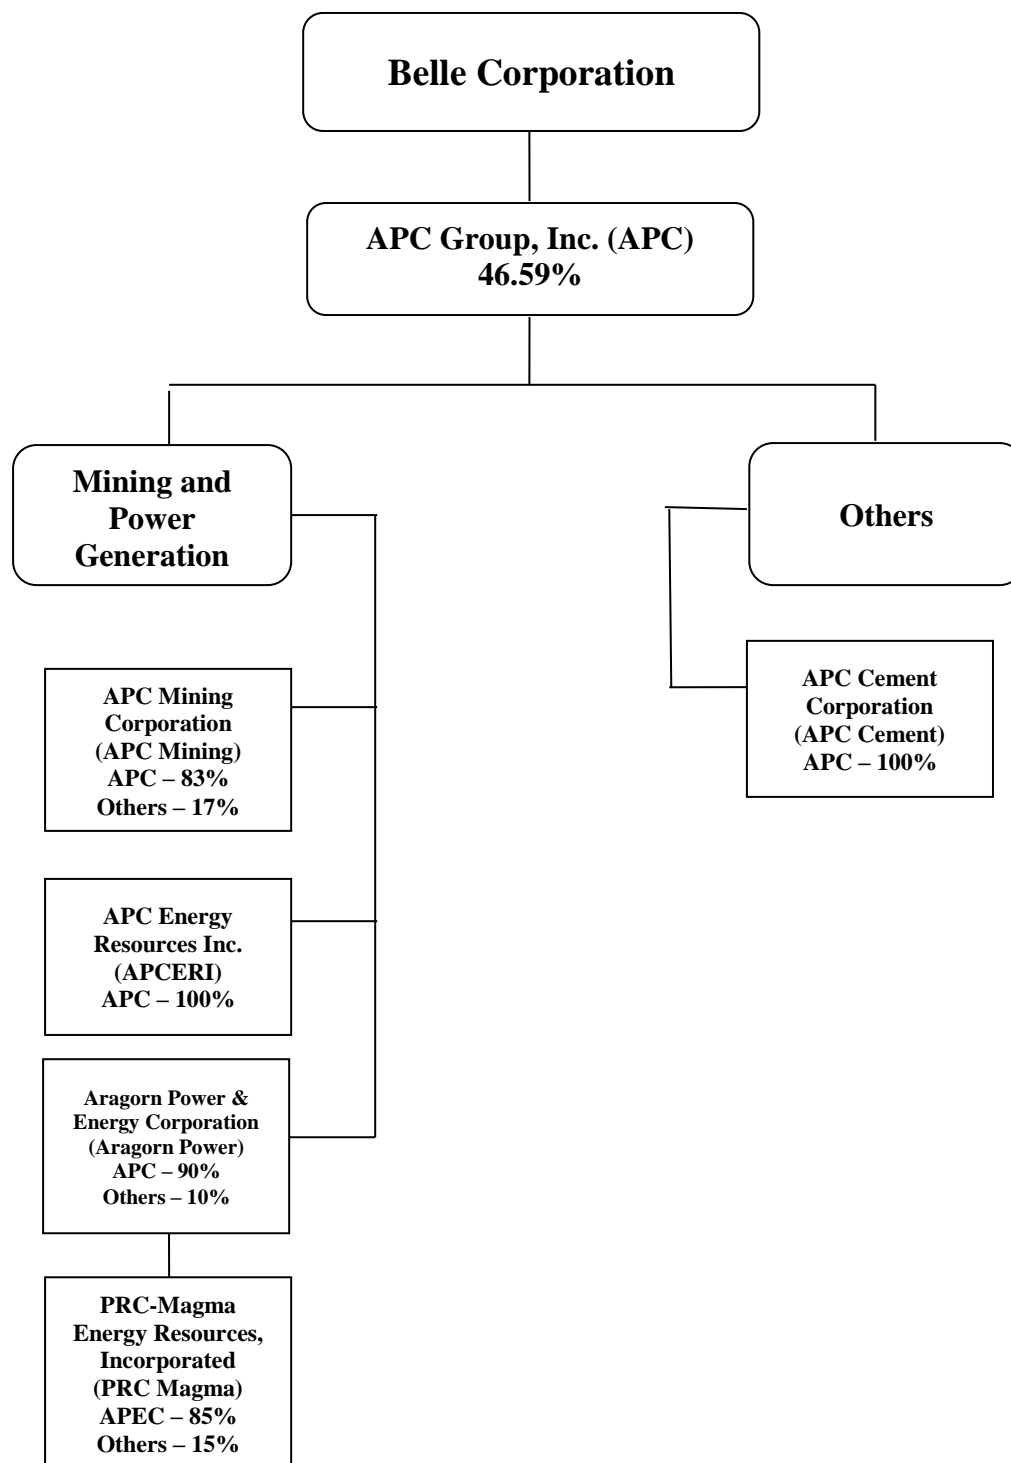 Belle Corporation
APC Group, Inc. (APC)
46.59%
Mining and
Power
Generation
Others
APC Mining
Corporation
(APC Mining)
APC – 83%
Others – 17%
APC Cement
Corporation
(APC Cement)
APC – 100%
APC Energy
Resources Inc.
(APCERI)
APC – 100%
Aragorn Power &
Energy Corporation
(Aragorn Power)
APC – 90%
Others – 10%
PRC-Magma
Energy Resources,
Incorporated
(PRC Magma)
APEC – 85%
Others – 15%